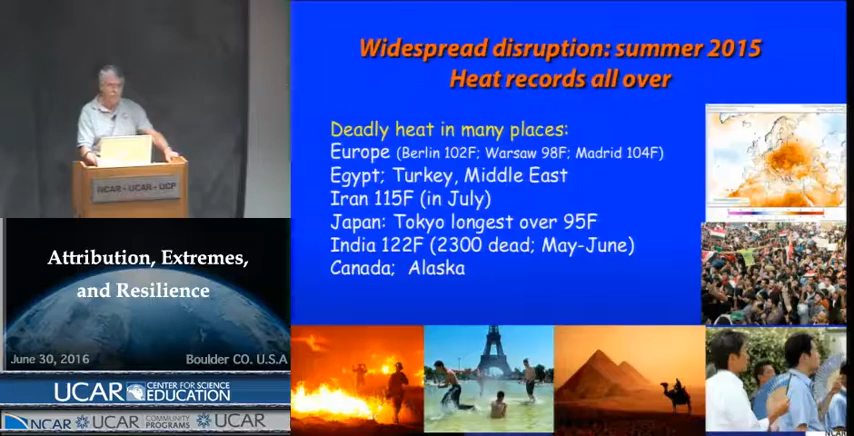 NCAR - UCAR - UCP
Attribution, Extremes,
and Resilience
June 30, 2016
Boulder CO. U.S.A
UCAR CENTER FOR SCIENCE EDUCATION
NCAR UCAR COMMUNITY PROGRAMS UCAR
Widespread disruption: summer 2015
Heat records all over
Deadly heat in many places:
Europe (Berlin 102F; Warsaw 98F; Madrid 104F)
Egypt; Turkey, Middle East
Iran 115F (in July)
Japan: Tokyo longest over 95F
India 122F (2300 dead; May-June)
Canada; Alaska
NCAR